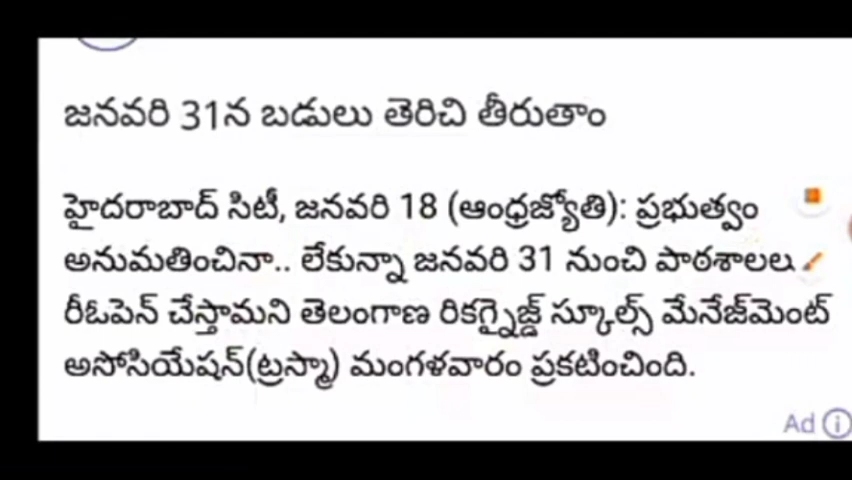 జనవరి 31న బడులు తెరిచి తీరుతాం
హైదరాబాద్ సిటీ, జనవరి 18 (ఆంధ్రజ్యోతి): ప్రభుత్వం
అనుమతించినా.. లేకున్నా జనవరి 31 నుంచి పాఠశాలలు
రీఓపెన్ చేస్తామని తెలంగాణ రికగ్నైజ్డ్ స్కూల్స్ మేనేజ్‌మెంట్
అసోసియేషన్(ట్రస్మా) మంగళవారం ప్రకటించింది.
Ad